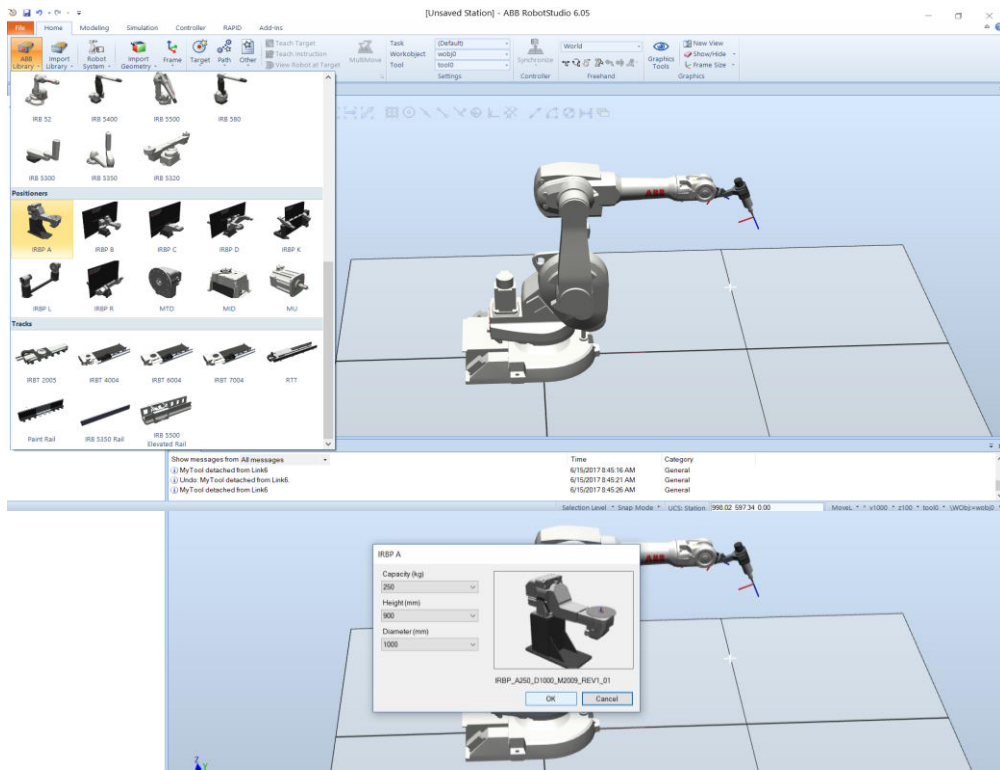 [Unsaved Station] - ABB RobotStudio 6.05
File Home Modeling Simulation Controller RAPID Add-ins
ABB Library Import Library Robot System Import Geometry Frame Target Path Other
Teach Target
Teach Instruction
View Robot at Target
MultiMove
Task (Default)
Workobject wobj0
Tool tool0
Settings
Synchronize
Controller
World
Freehand
Graphics Tools
New View
Show/Hide
Frame Size
Graphics
IRB 52 IRB 5400 IRB 5500 IRB 580
IRB 5300 IRB 5350 IRB 5320
Positioners
IRBP A IRBP B IRBP C IRBP D IRBP K
IRBP L IRBP R MTD MID MU
Tracks
IRBT 2005 IRBT 4004 IRBT 6004 IRBT 7004 RTT
Paint Rail IRB 5350 Rail IRB 5500 Elevated Rail
ABB
Show messages from All messages Time Category
MyTool detached from Link6 6/15/2017 8:45:16 AM General
Undo: MyTool detached from Link6. 6/15/2017 8:45:21 AM General
MyTool detached from Link6 6/15/2017 8:45:26 AM General
Selection Level Snap Mode UCS: Station 998.02 597.34 0.00 MoveL * v1000 z100 tool0 \WObj:=wobj0
ABB
IRBP A
Capacity (kg)
250
Height (mm)
900
Diameter (mm)
1000
IRBP_A250_D1000_M2009_REV1_01
OK Cancel
Z
Y